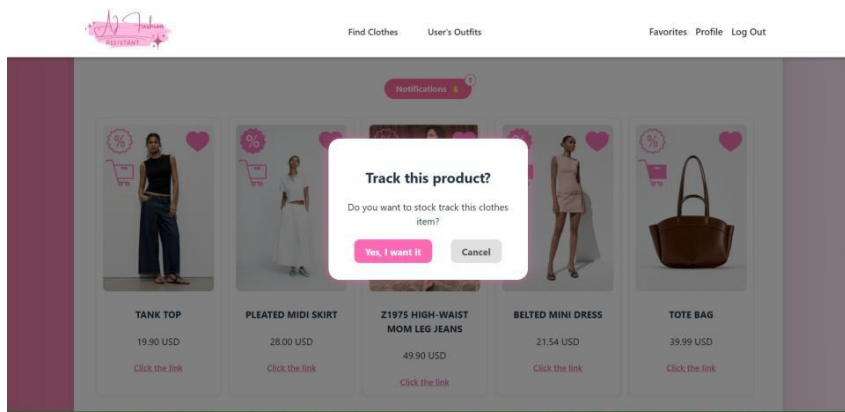 AI Fashion
ASSISTANT
Find Clothes
User's Outfits
Favorites
Profile
Log Out
Notifications
%
%
%
%
Track this product?
Do you want to stock track this clothes
item?
Yes, I want it
Cancel
TANK TOP
19.90 USD
Click the link
PLEATED MIDI SKIRT
28.00 USD
Click the link
Z1975 HIGH-WAIST
MOM LEG JEANS
49.90 USD
Click the link
BELTED MINI DRESS
21.54 USD
Click the link
TOTE BAG
39.99 USD
Click the link